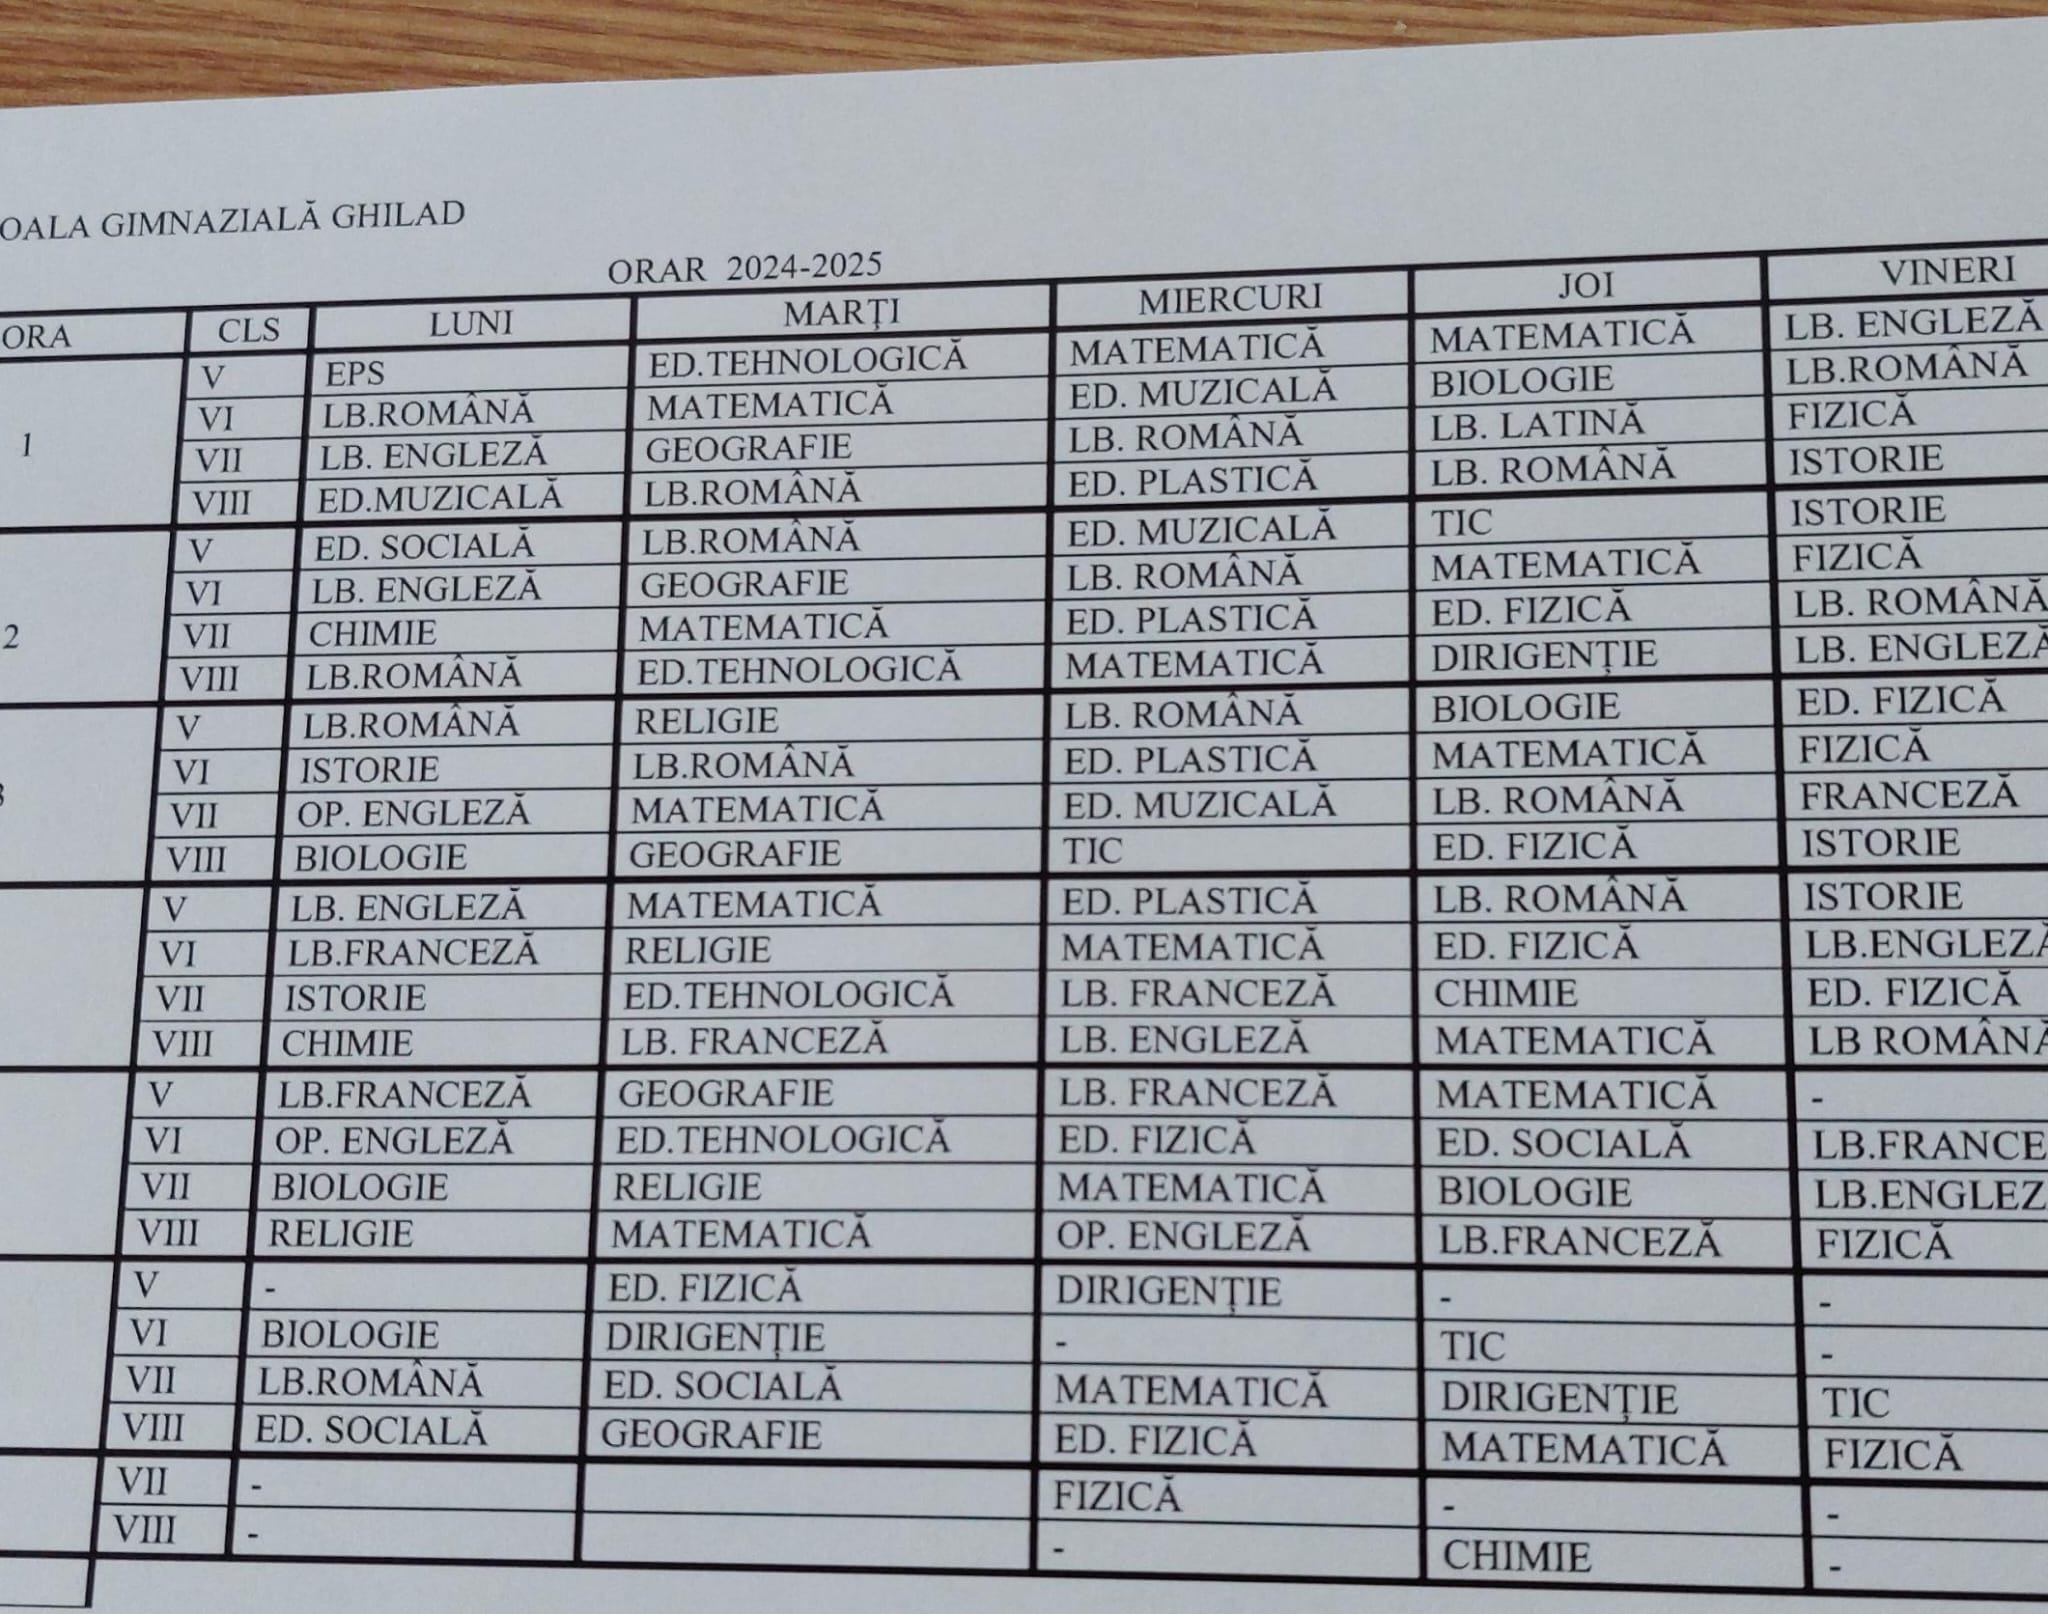 OALA GIMNAZIALĂ GHILAD
ORAR 2024-2025
ORA CLS LUNI MARȚI MIERCURI JOI VINERI
1
V EPS ED.TEHNOLOGICĂ MATEMATICĂ MATEMATICĂ LB. ENGLEZĂ
VI LB.ROMÂNĂ MATEMATICĂ ED. MUZICALĂ BIOLOGIE LB.ROMÂNĂ
VII LB. ENGLEZĂ GEOGRAFIE LB. ROMÂNĂ LB. LATINĂ FIZICĂ
VIII ED.MUZICALĂ LB.ROMÂNĂ ED. PLASTICĂ LB. ROMÂNĂ ISTORIE
2
V ED. SOCIALĂ LB.ROMÂNĂ ED. MUZICALĂ TIC ISTORIE
VI LB. ENGLEZĂ GEOGRAFIE LB. ROMÂNĂ MATEMATICĂ FIZICĂ
VII CHIMIE MATEMATICĂ ED. PLASTICĂ ED. FIZICĂ LB. ROMÂNĂ
VIII LB.ROMÂNĂ ED.TEHNOLOGICĂ MATEMATICĂ DIRIGENȚIE LB. ENGLEZĂ
3
V LB.ROMÂNĂ RELIGIE LB. ROMÂNĂ BIOLOGIE ED. FIZICĂ
VI ISTORIE LB.ROMÂNĂ ED. PLASTICĂ MATEMATICĂ FIZICĂ
VII OP. ENGLEZĂ MATEMATICĂ ED. MUZICALĂ LB. ROMÂNĂ FRANCEZĂ
VIII BIOLOGIE GEOGRAFIE TIC ED. FIZICĂ ISTORIE
V LB. ENGLEZĂ MATEMATICĂ ED. PLASTICĂ LB. ROMÂNĂ ISTORIE
VI LB.FRANCEZĂ RELIGIE MATEMATICĂ ED. FIZICĂ LB.ENGLEZĂ
VII ISTORIE ED.TEHNOLOGICĂ LB. FRANCEZĂ CHIMIE ED. FIZICĂ
VIII CHIMIE LB. FRANCEZĂ LB. ENGLEZĂ MATEMATICĂ LB ROMÂNĂ
V LB.FRANCEZĂ GEOGRAFIE LB. FRANCEZĂ MATEMATICĂ -
VI OP. ENGLEZĂ ED.TEHNOLOGICĂ ED. FIZICĂ ED. SOCIALĂ LB.FRANCE
VII BIOLOGIE RELIGIE MATEMATICĂ BIOLOGIE LB.ENGLEZ
VIII RELIGIE MATEMATICĂ OP. ENGLEZĂ LB.FRANCEZĂ FIZICĂ
V - ED. FIZICĂ DIRIGENȚIE - -
VI BIOLOGIE DIRIGENȚIE - TIC -
VII LB.ROMÂNĂ ED. SOCIALĂ MATEMATICĂ DIRIGENȚIE TIC
VIII ED. SOCIALĂ GEOGRAFIE ED. FIZICĂ MATEMATICĂ FIZICĂ
VII - FIZICĂ - -
VIII - - CHIMIE -